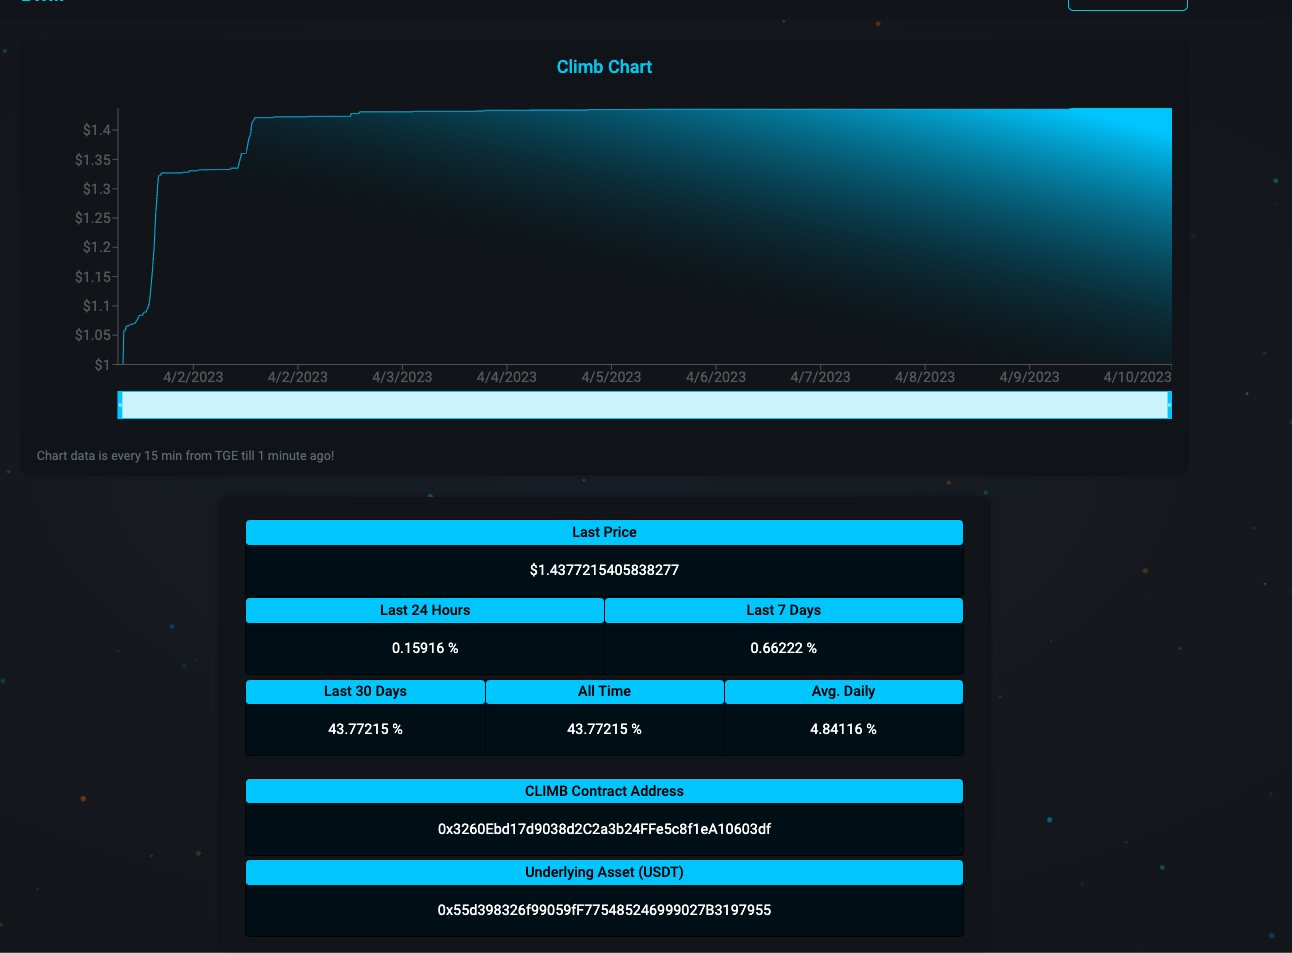 Climb Chart
$1.4
$1.35
$1.3
$1.25
$1.2
$1.15
$1.1
$1.05
$1
4/2/2023 4/2/2023 4/3/2023 4/4/2023 4/5/2023 4/6/2023 4/7/2023 4/8/2023 4/9/2023 4/10/2023
Chart data is every 15 min from TGE till 1 minute ago!
Last Price
$1.4377215405838277
Last 24 Hours Last 7 Days
0.15916 % 0.66222 %
Last 30 Days All Time Avg. Daily
43.77215 % 43.77215 % 4.84116 %
CLIMB Contract Address
0x3260Ebd17d9038d2C2a3b24FFe5c8f1eA10603df
Underlying Asset (USDT)
0x55d398326f99059fF775485246999027B3197955